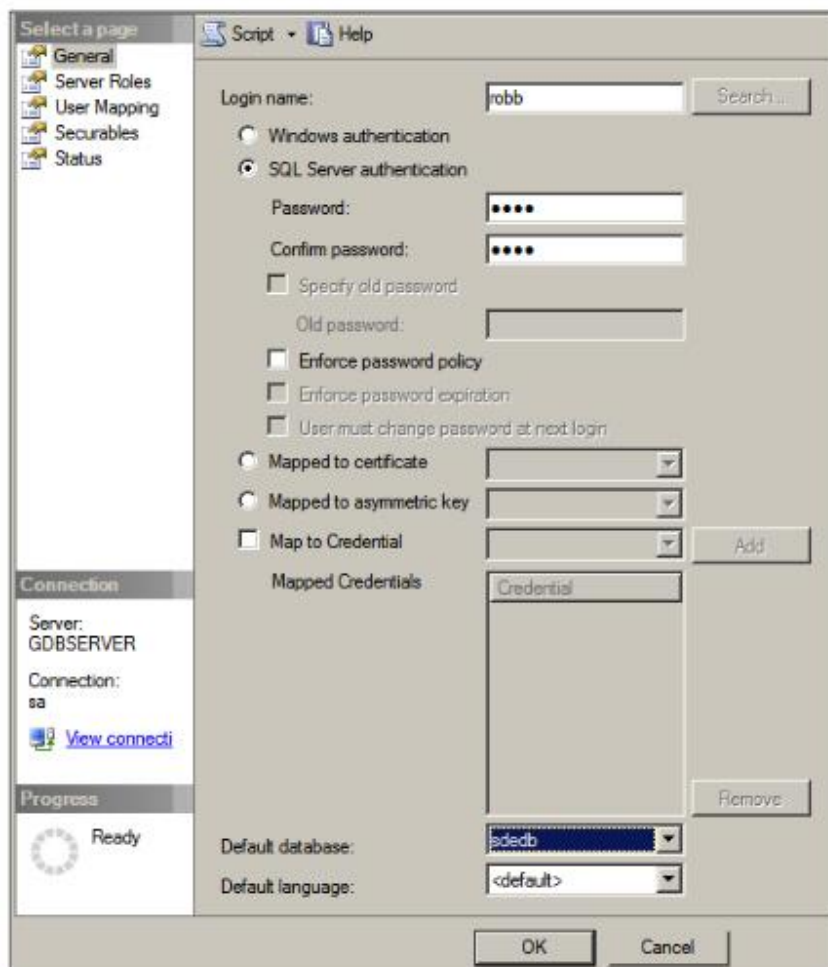 Select a page
General
Server Roles
User Mapping
Securables
Status
Script Help
Login name: robb Search...
Windows authentication
SQL Server authentication
Password: ●●●●
Confirm password: ●●●●
Specify old password
Old password:
Enforce password policy
Enforce password expiration
User must change password at next login
Mapped to certificate
Mapped to asymmetric key
Map to Credential Add
Mapped Credentials Credential
Remove
Default database: sdedb
Default language: <default>
Connection
Server:
GDBSERVER
Connection:
sa
View connecti
Progress
Ready
OK Cancel